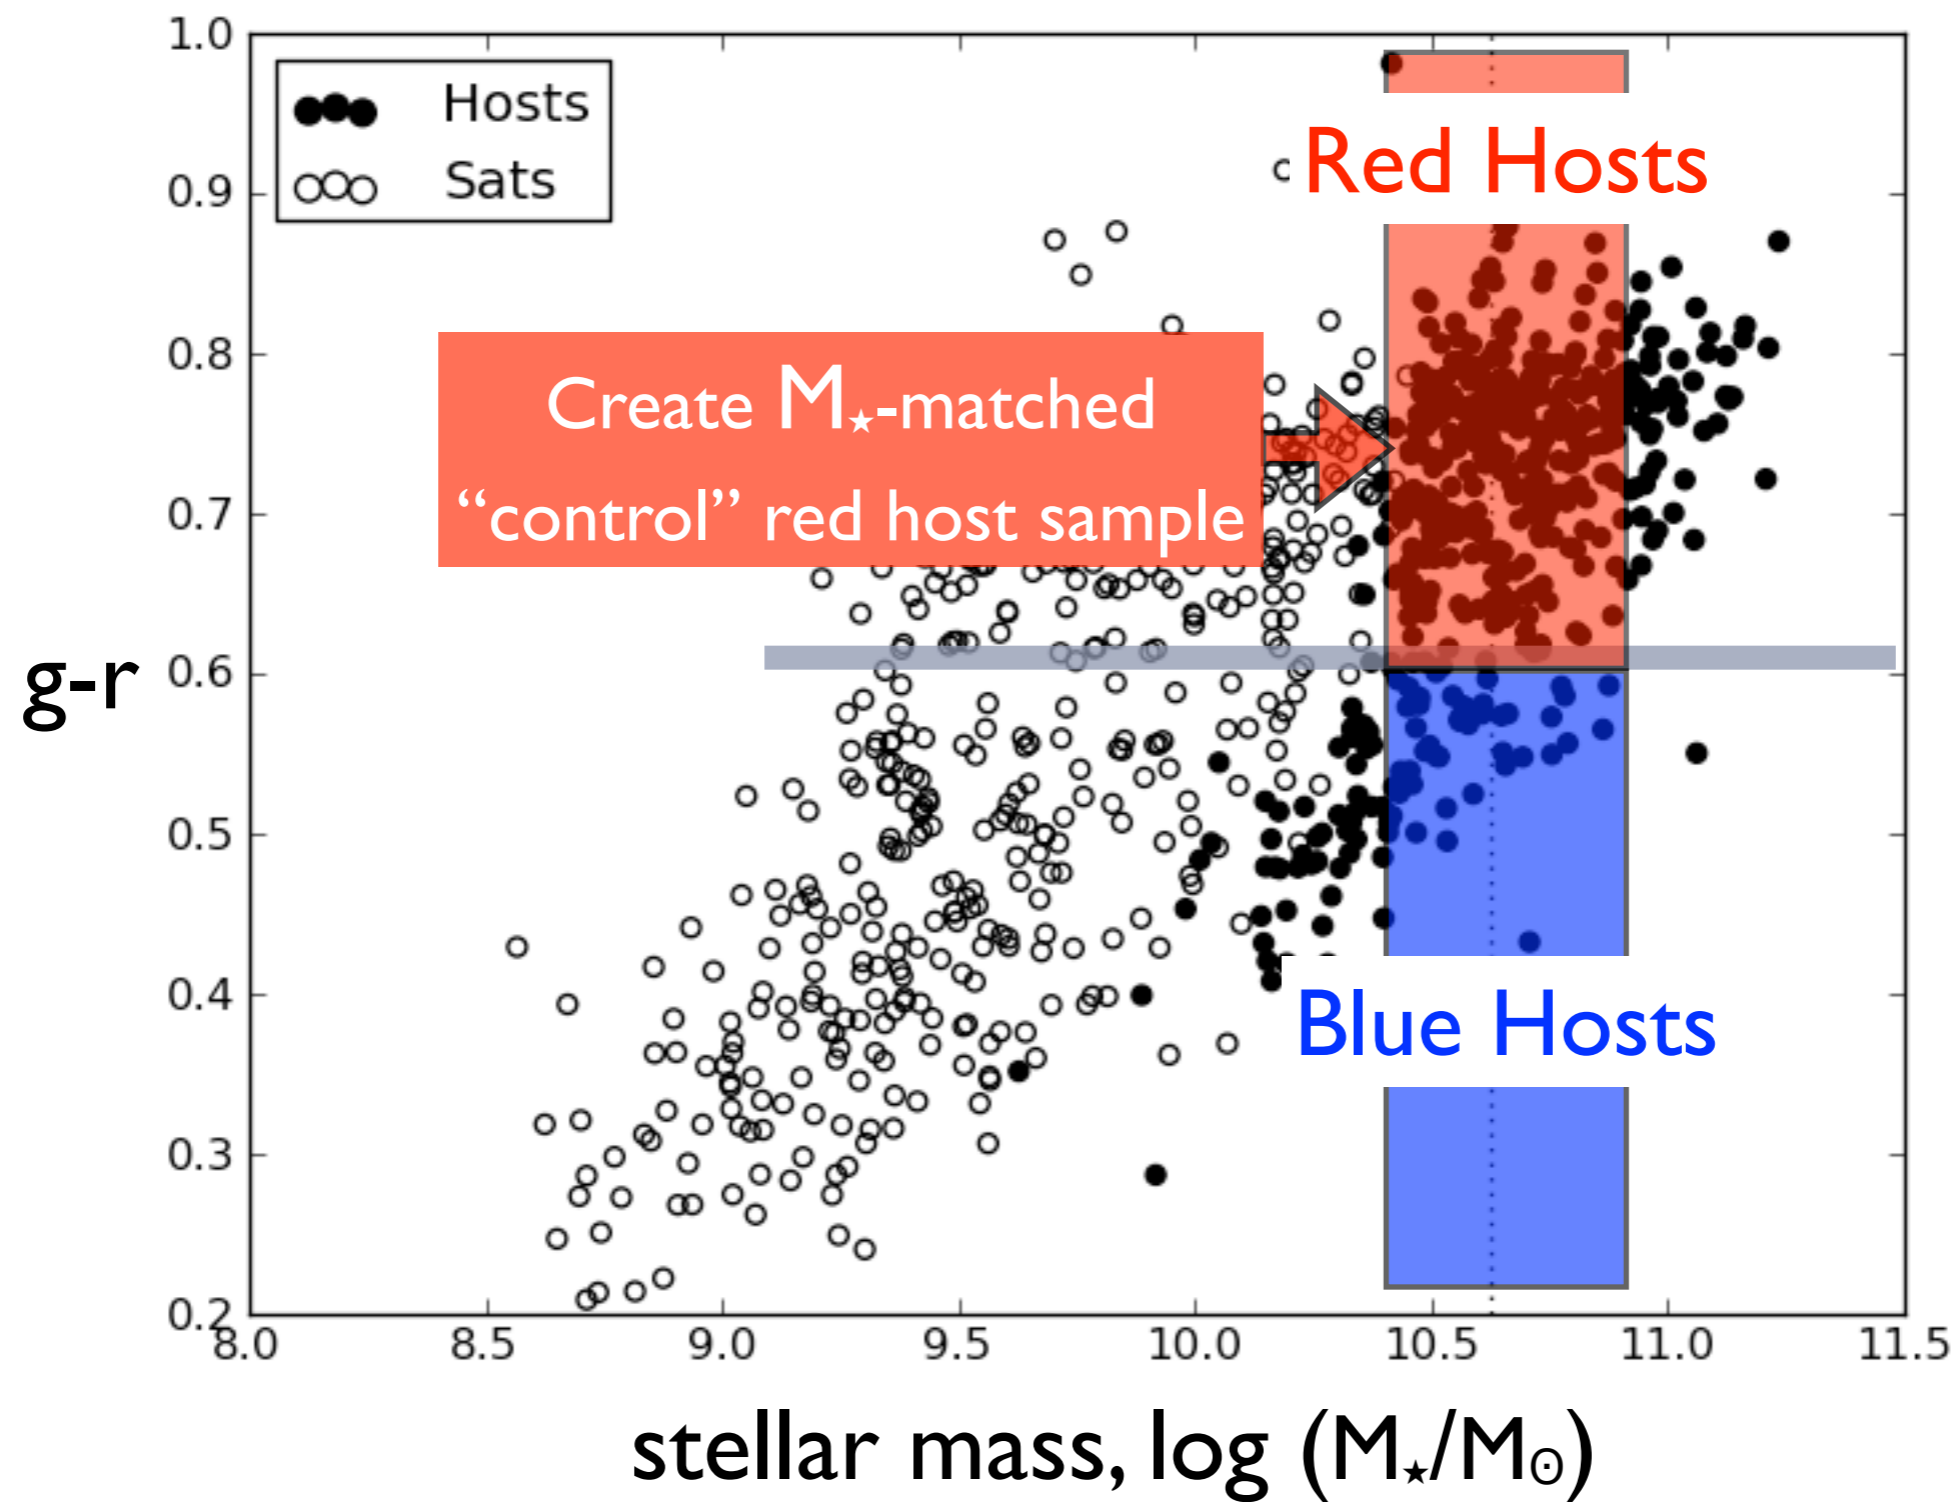 1.0
Hosts
Sats
Red Hosts
0.9
0.8
Create M★-matched
“control” red host sample
0.7
g-r
0.6
0.5
0.4
Blue Hosts
0.3
0.2
8.0 8.5 9.0 9.5 10.0 10.5 11.0 11.5
stellar mass, log (M★/M⊙)